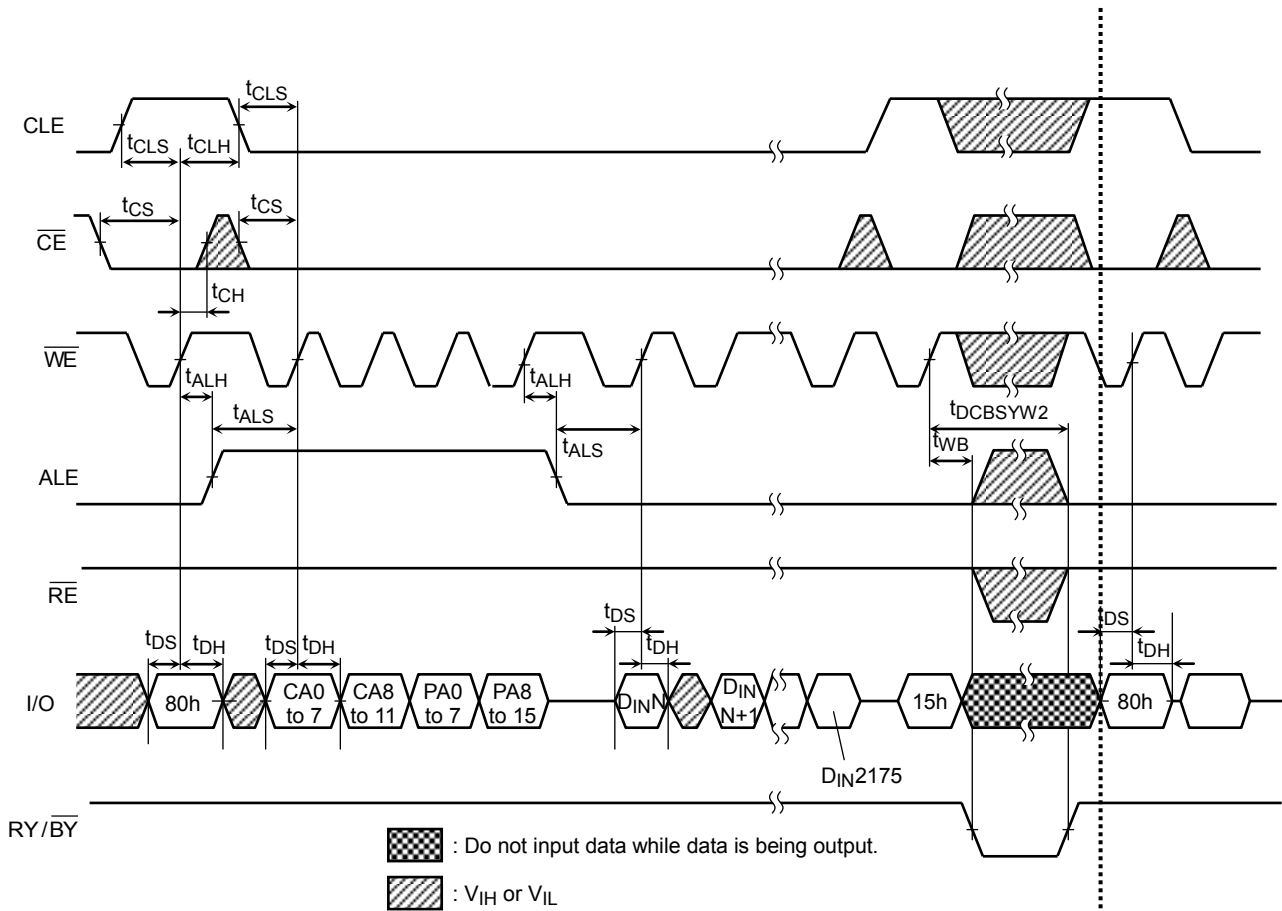 tCLS
CLE
tCLS
tCLH
tCS
tCS
CE
tCH
WE
tALH
tALH
tDCBSYW2
tALS
tALS
tWB
ALE
RE
tDS
tDH
tDS
tDH
tDS
tDH
DS
tDH
I/O
80h
CA0 to 7
CA8 to 11
PA0 to 7
PA8 to 15
DINN
DIN N+1
15h
80h
DIN2175
RY/BY
: Do not input data while data is being output.
: VIH or VIL